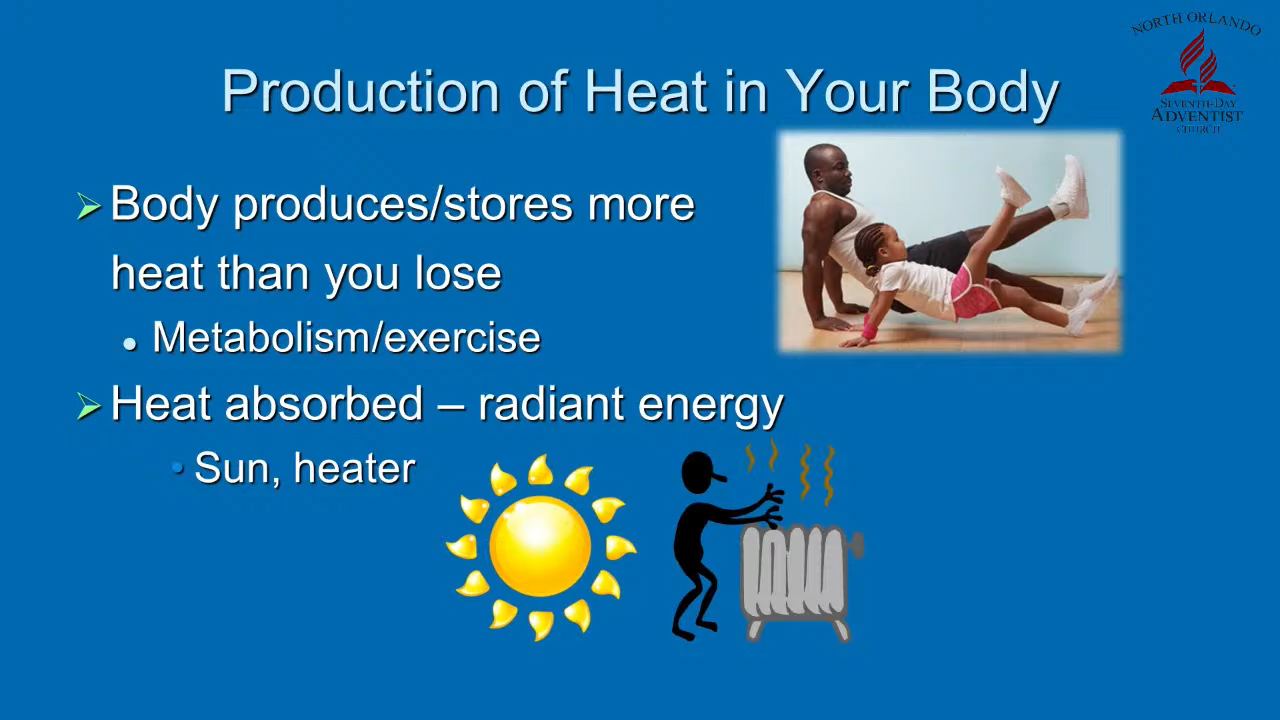 NORTH ORLANDO
SEVENTH-DAY
ADVENTIST
CHURCH
Production of Heat in Your Body
Body produces/stores more
heat than you lose
Metabolism/exercise
Heat absorbed – radiant energy
Sun, heater